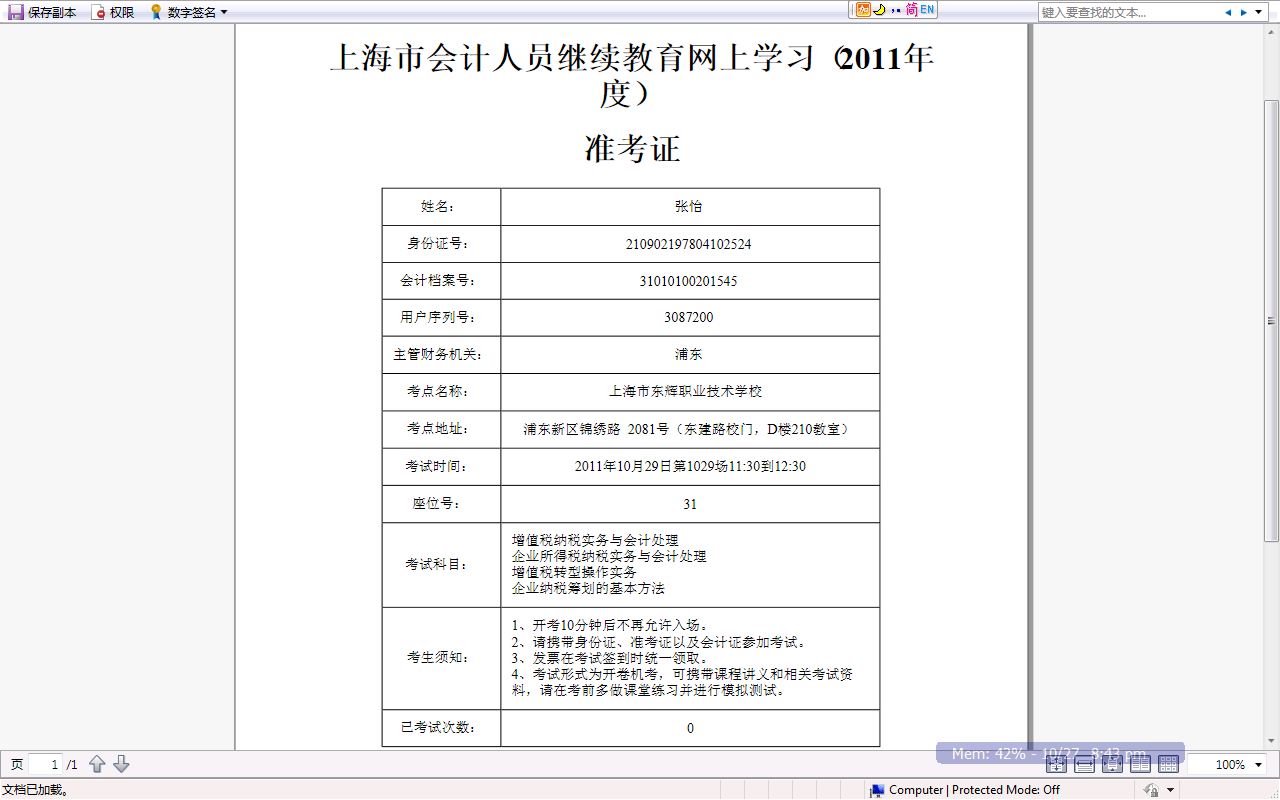 保存副本 权限 数字签名
加 简 EN
键入要查找的文本...
上海市会计人员继续教育网上学习（2011年
度）
准考证
姓名： 张怡
身份证号： 210902197804102524
会计档案号： 31010100201545
用户序列号： 3087200
主管财务机关： 浦东
考点名称： 上海市东辉职业技术学校
考点地址： 浦东新区锦绣路 2081号（东建路校门，D楼210教室）
考试时间： 2011年10月29日第1029场11:30到12:30
座位号： 31
考试科目：
增值税纳税实务与会计处理
企业所得税纳税实务与会计处理
增值税转型操作实务
企业纳税筹划的基本方法
考生须知：
1、开考10分钟后不再允许入场。
2、请携带身份证、准考证以及会计证参加考试。
3、发票在考试签到时统一领取。
4、考试形式为开卷机考，可携带课程讲义和相关考试资
料，请在考前多做课堂练习并进行模拟测试。
已考试次数： 0
Mem: 42% - 10/27 8:43 pm
页 1 /1
100%
文档已加载。
Computer | Protected Mode: Off